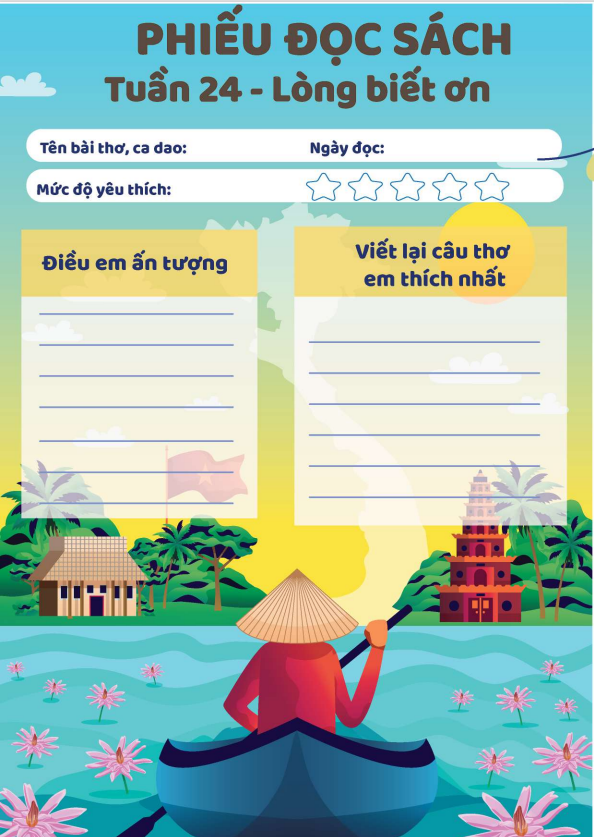 PHIẾU ĐỌC SÁCH
Tuần 24 - Lòng biết ơn
Tên bài thơ, ca dao: Ngày đọc:
Mức độ yêu thích:
Điều em ấn tượng
Viết lại câu thơ
em thích nhất